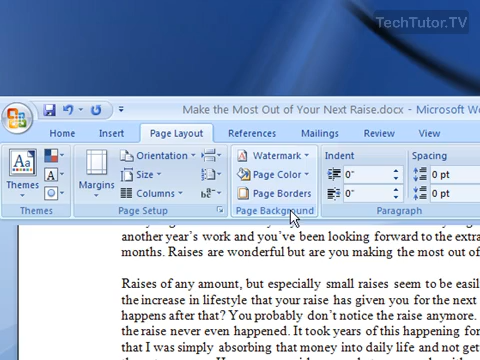 TechTutor.TV
Make the Most Out of Your Next Raise.docx - Microsoft Wo
Home Insert Page Layout References Mailings Review View
Themes
Margins
Orientation
Size
Columns
Watermark
Page Color
Page Borders
Indent
0"
0"
Spacing
0 pt
0 pt
Themes Page Setup Page Background Paragraph
another year's work and you've been looking forward to the extra
months. Raises are wonderful but are you making the most out of
Raises of any amount, but especially small raises seem to be easil
the increase in lifestyle that your raise has given you for the next
happens after that? You probably don't notice the raise anymore.
the raise never even happened. It took years of this happening for
that I was simply absorbing that money into daily life and not get